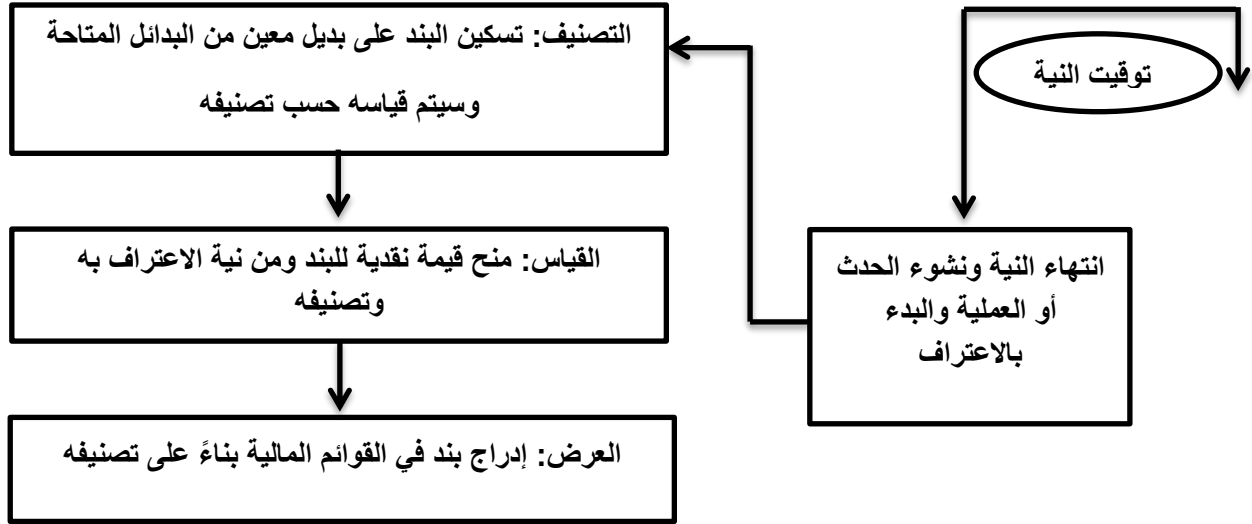 توقيت النية
انتهاء النية ونشوء الحدث
أو العملية والبدء
بالاعتراف
التصنيف: تسكين البند على بديل معين من البدائل المتاحة
وسيتم قياسه حسب تصنيفه
القياس: منح قيمة نقدية للبند ومن نية الاعتراف به
وتصنيفه
العرض: إدراج بند في القوائم المالية بناءً على تصنيفه